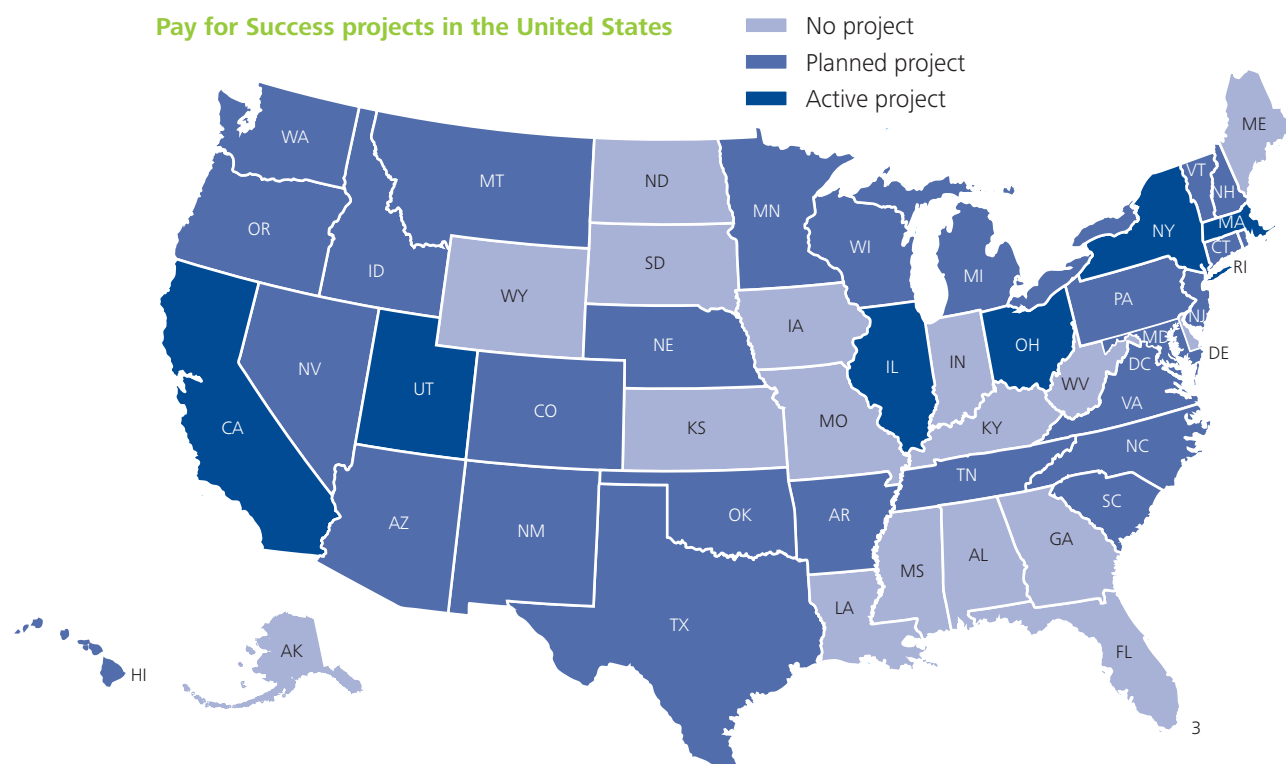 Pay for Success projects in the United States
No project
Planned project
Active project
ME
WA
VT
MT
ND
NH
MN
OR
MA
NY
WI
CT
SD
ID
RI
MI
WY
PA
NJ
IA
MD
NE
OH
DE
IN
DC
IL
NV
UT
WV
VA
CO
MO
CA
KS
KY
NC
TN
SC
OK
AR
AZ
NM
GA
AL
MS
LA
TX
AK
FL
HI
3